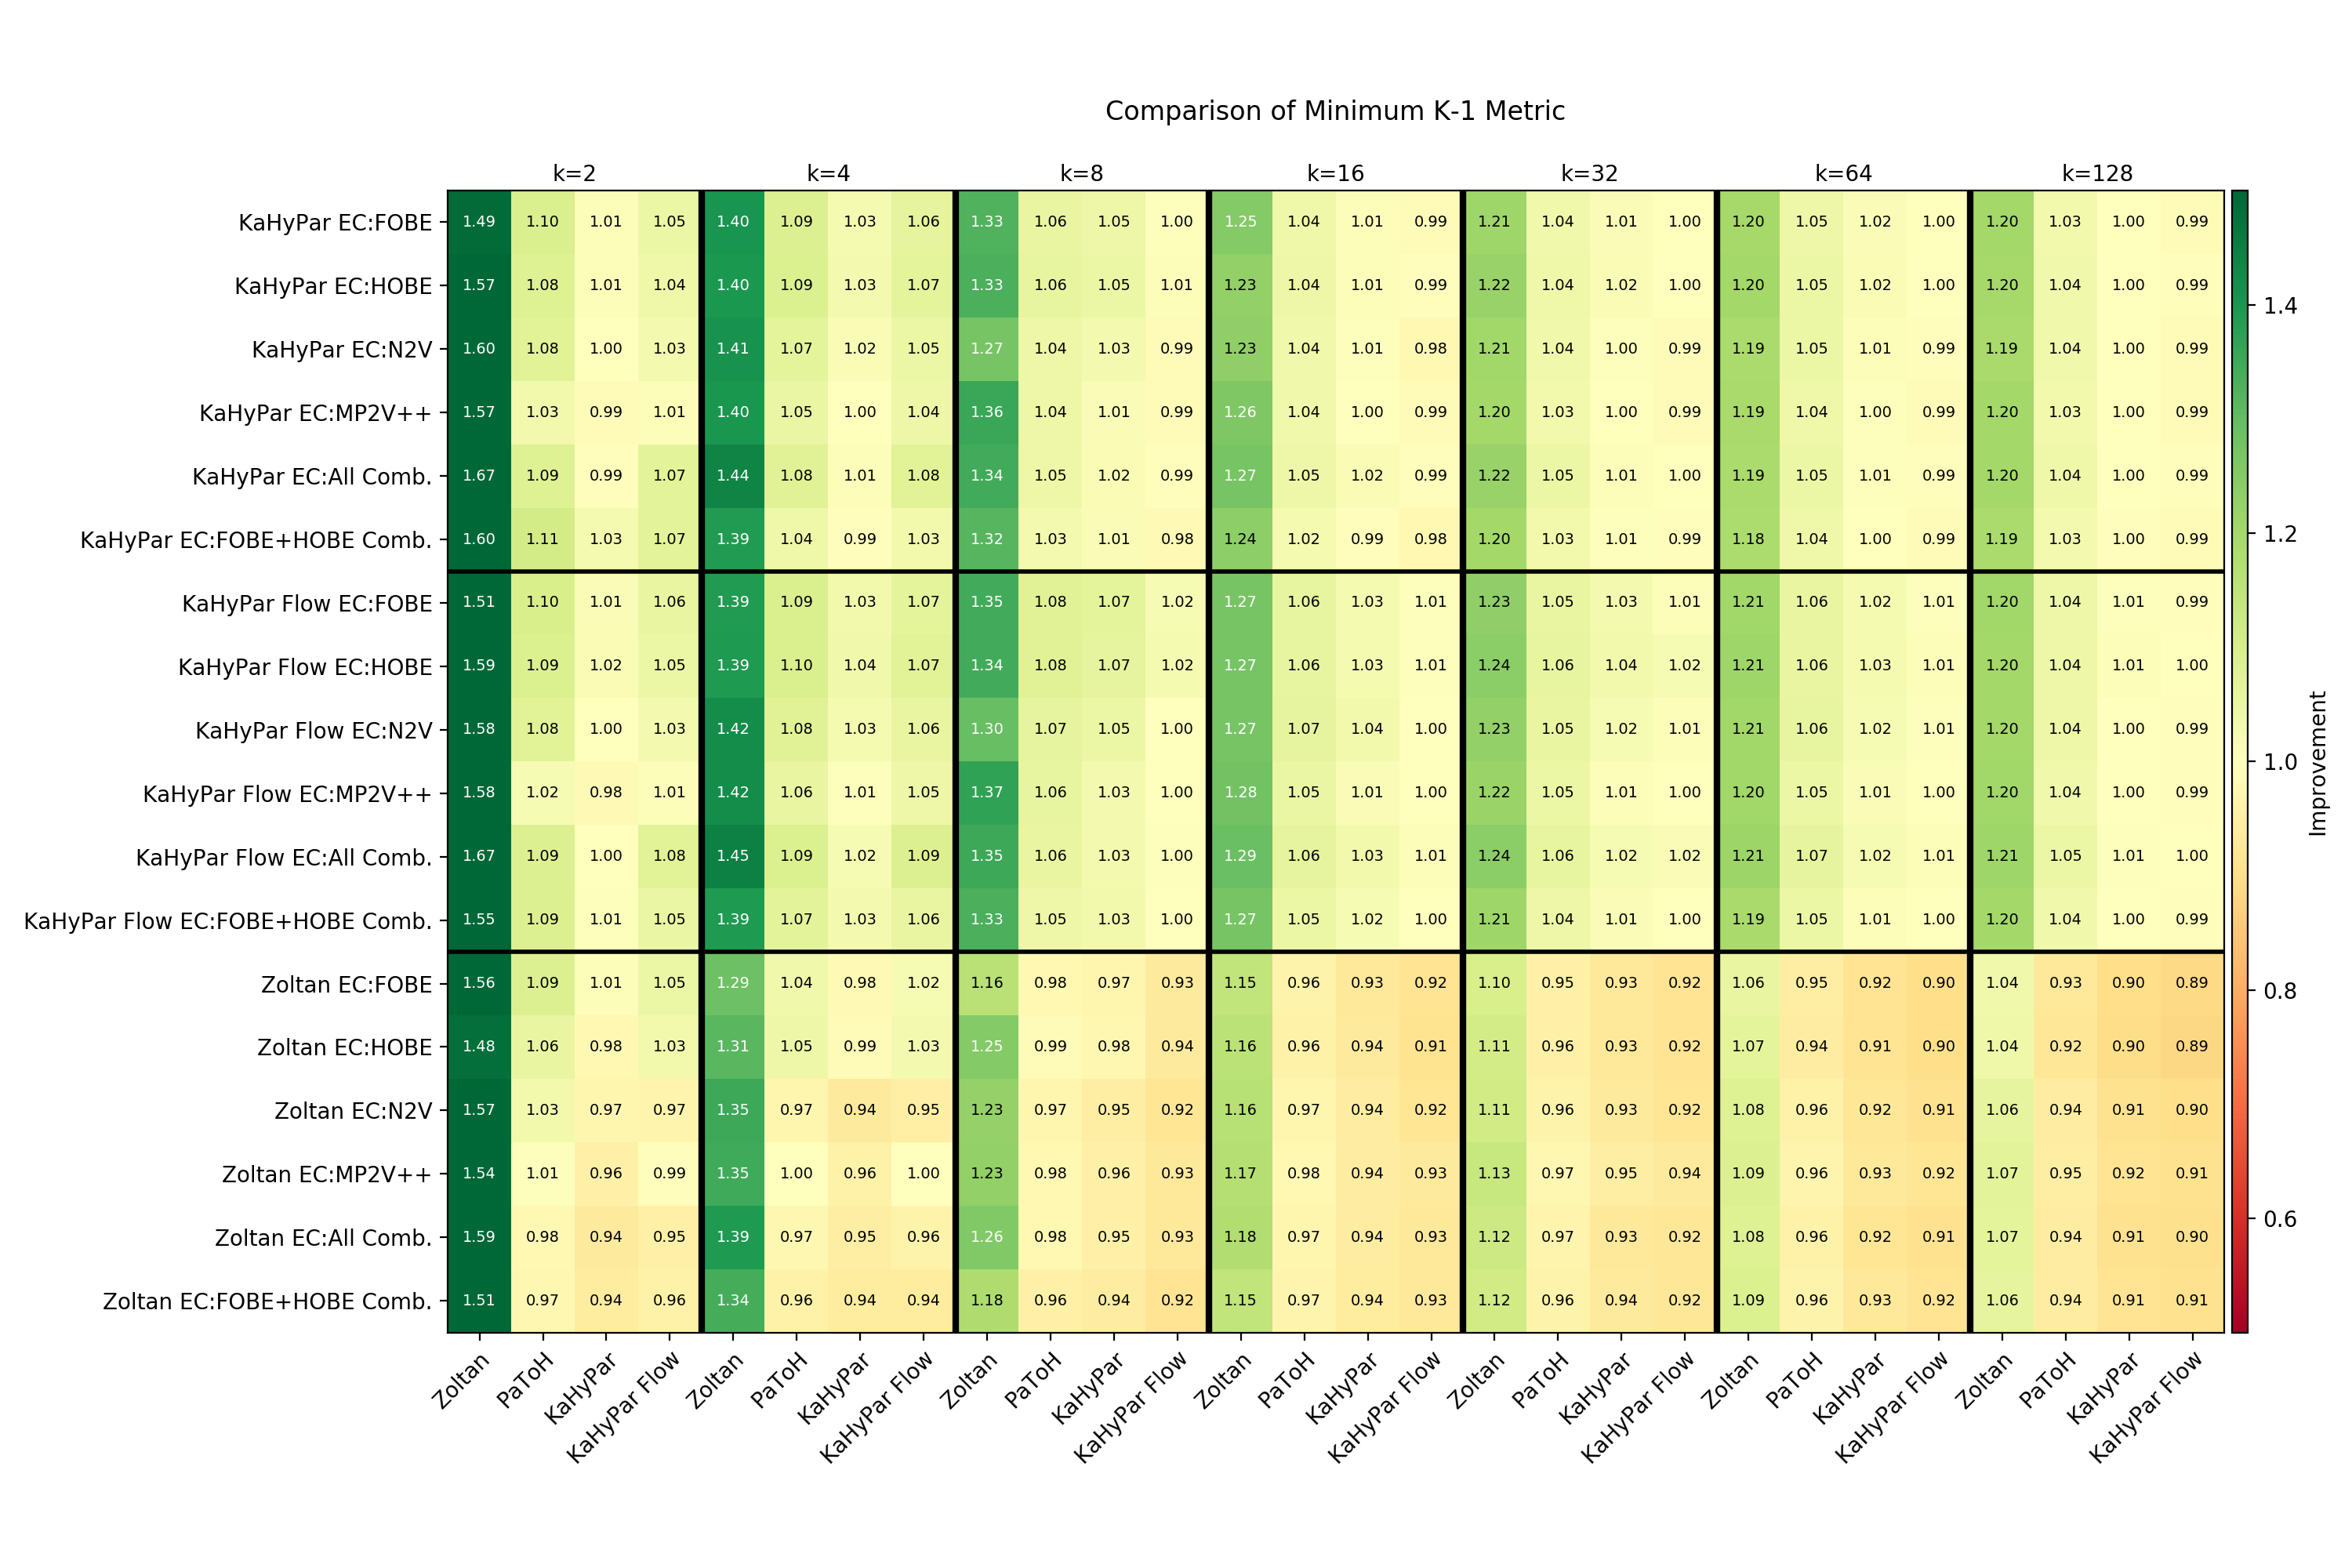 Comparison of Minimum K-1 Metric
k=2 k=4 k=8 k=16 k=32 k=64 k=128
KaHyPar EC:FOBE 1.49 1.10 1.01 1.05 1.40 1.09 1.03 1.06 1.33 1.06 1.05 1.00 1.25 1.04 1.01 0.99 1.21 1.04 1.01 1.00 1.20 1.05 1.02 1.00 1.20 1.03 1.00 0.99
KaHyPar EC:HOBE 1.57 1.08 1.01 1.04 1.40 1.09 1.03 1.07 1.33 1.06 1.05 1.01 1.23 1.04 1.01 0.99 1.22 1.04 1.02 1.00 1.20 1.05 1.02 1.00 1.20 1.04 1.00 0.99
KaHyPar EC:N2V 1.60 1.08 1.00 1.03 1.41 1.07 1.02 1.05 1.27 1.04 1.03 0.99 1.23 1.04 1.01 0.98 1.21 1.04 1.00 0.99 1.19 1.05 1.01 0.99 1.19 1.04 1.00 0.99
KaHyPar EC:MP2V++ 1.57 1.03 0.99 1.01 1.40 1.05 1.00 1.04 1.36 1.04 1.01 0.99 1.26 1.04 1.00 0.99 1.20 1.03 1.00 0.99 1.19 1.04 1.00 0.99 1.20 1.03 1.00 0.99
KaHyPar EC:All Comb. 1.67 1.09 0.99 1.07 1.44 1.08 1.01 1.08 1.34 1.05 1.02 0.99 1.27 1.05 1.02 0.99 1.22 1.05 1.01 1.00 1.19 1.05 1.01 0.99 1.20 1.04 1.00 0.99
KaHyPar EC:FOBE+HOBE Comb. 1.60 1.11 1.03 1.07 1.39 1.04 0.99 1.03 1.32 1.03 1.01 0.98 1.24 1.02 0.99 0.98 1.20 1.03 1.01 0.99 1.18 1.04 1.00 0.99 1.19 1.03 1.00 0.99
KaHyPar Flow EC:FOBE 1.51 1.10 1.01 1.06 1.39 1.09 1.03 1.07 1.35 1.08 1.07 1.02 1.27 1.06 1.03 1.01 1.23 1.05 1.03 1.01 1.21 1.06 1.02 1.01 1.20 1.04 1.01 0.99
KaHyPar Flow EC:HOBE 1.59 1.09 1.02 1.05 1.39 1.10 1.04 1.07 1.34 1.08 1.07 1.02 1.27 1.06 1.03 1.01 1.24 1.06 1.04 1.02 1.21 1.06 1.03 1.01 1.20 1.04 1.01 1.00
KaHyPar Flow EC:N2V 1.58 1.08 1.00 1.03 1.42 1.08 1.03 1.06 1.30 1.07 1.05 1.00 1.27 1.07 1.04 1.00 1.23 1.05 1.02 1.01 1.21 1.06 1.02 1.01 1.20 1.04 1.00 0.99
KaHyPar Flow EC:MP2V++ 1.58 1.02 0.98 1.01 1.42 1.06 1.01 1.05 1.37 1.06 1.03 1.00 1.28 1.05 1.01 1.00 1.22 1.05 1.01 1.00 1.20 1.05 1.01 1.00 1.20 1.04 1.00 0.99
KaHyPar Flow EC:All Comb. 1.67 1.09 1.00 1.08 1.45 1.09 1.02 1.09 1.35 1.06 1.03 1.00 1.29 1.06 1.03 1.01 1.24 1.06 1.02 1.02 1.21 1.07 1.02 1.01 1.21 1.05 1.01 1.00
KaHyPar Flow EC:FOBE+HOBE Comb. 1.55 1.09 1.01 1.05 1.39 1.07 1.03 1.06 1.33 1.05 1.03 1.00 1.27 1.05 1.02 1.00 1.21 1.04 1.01 1.00 1.19 1.05 1.01 1.00 1.20 1.04 1.00 0.99
Zoltan EC:FOBE 1.56 1.09 1.01 1.05 1.29 1.04 0.98 1.02 1.16 0.98 0.97 0.93 1.15 0.96 0.93 0.92 1.10 0.95 0.93 0.92 1.06 0.95 0.92 0.90 1.04 0.93 0.90 0.89
Zoltan EC:HOBE 1.48 1.06 0.98 1.03 1.31 1.05 0.99 1.03 1.25 0.99 0.98 0.94 1.16 0.96 0.94 0.91 1.11 0.96 0.93 0.92 1.07 0.94 0.91 0.90 1.04 0.92 0.90 0.89
Zoltan EC:N2V 1.57 1.03 0.97 0.97 1.35 0.97 0.94 0.95 1.23 0.97 0.95 0.92 1.16 0.97 0.94 0.92 1.11 0.96 0.93 0.92 1.08 0.96 0.92 0.91 1.06 0.94 0.91 0.90
Zoltan EC:MP2V++ 1.54 1.01 0.96 0.99 1.35 1.00 0.96 1.00 1.23 0.98 0.96 0.93 1.17 0.98 0.94 0.93 1.13 0.97 0.95 0.94 1.09 0.96 0.93 0.92 1.07 0.95 0.92 0.91
Zoltan EC:All Comb. 1.59 0.98 0.94 0.95 1.39 0.97 0.95 0.96 1.26 0.98 0.95 0.93 1.18 0.97 0.94 0.93 1.12 0.97 0.93 0.92 1.08 0.96 0.92 0.91 1.07 0.94 0.91 0.90
Zoltan EC:FOBE+HOBE Comb. 1.51 0.97 0.94 0.96 1.34 0.96 0.94 0.94 1.18 0.96 0.94 0.92 1.15 0.97 0.94 0.93 1.12 0.96 0.94 0.92 1.09 0.96 0.93 0.92 1.06 0.94 0.91 0.91
Zoltan PaToH KaHyPar KaHyPar Flow Zoltan PaToH KaHyPar KaHyPar Flow Zoltan PaToH KaHyPar KaHyPar Flow Zoltan PaToH KaHyPar KaHyPar Flow Zoltan PaToH KaHyPar KaHyPar Flow Zoltan PaToH KaHyPar KaHyPar Flow Zoltan PaToH KaHyPar KaHyPar Flow
1.4
1.2
1.0
0.8
0.6
Improvement